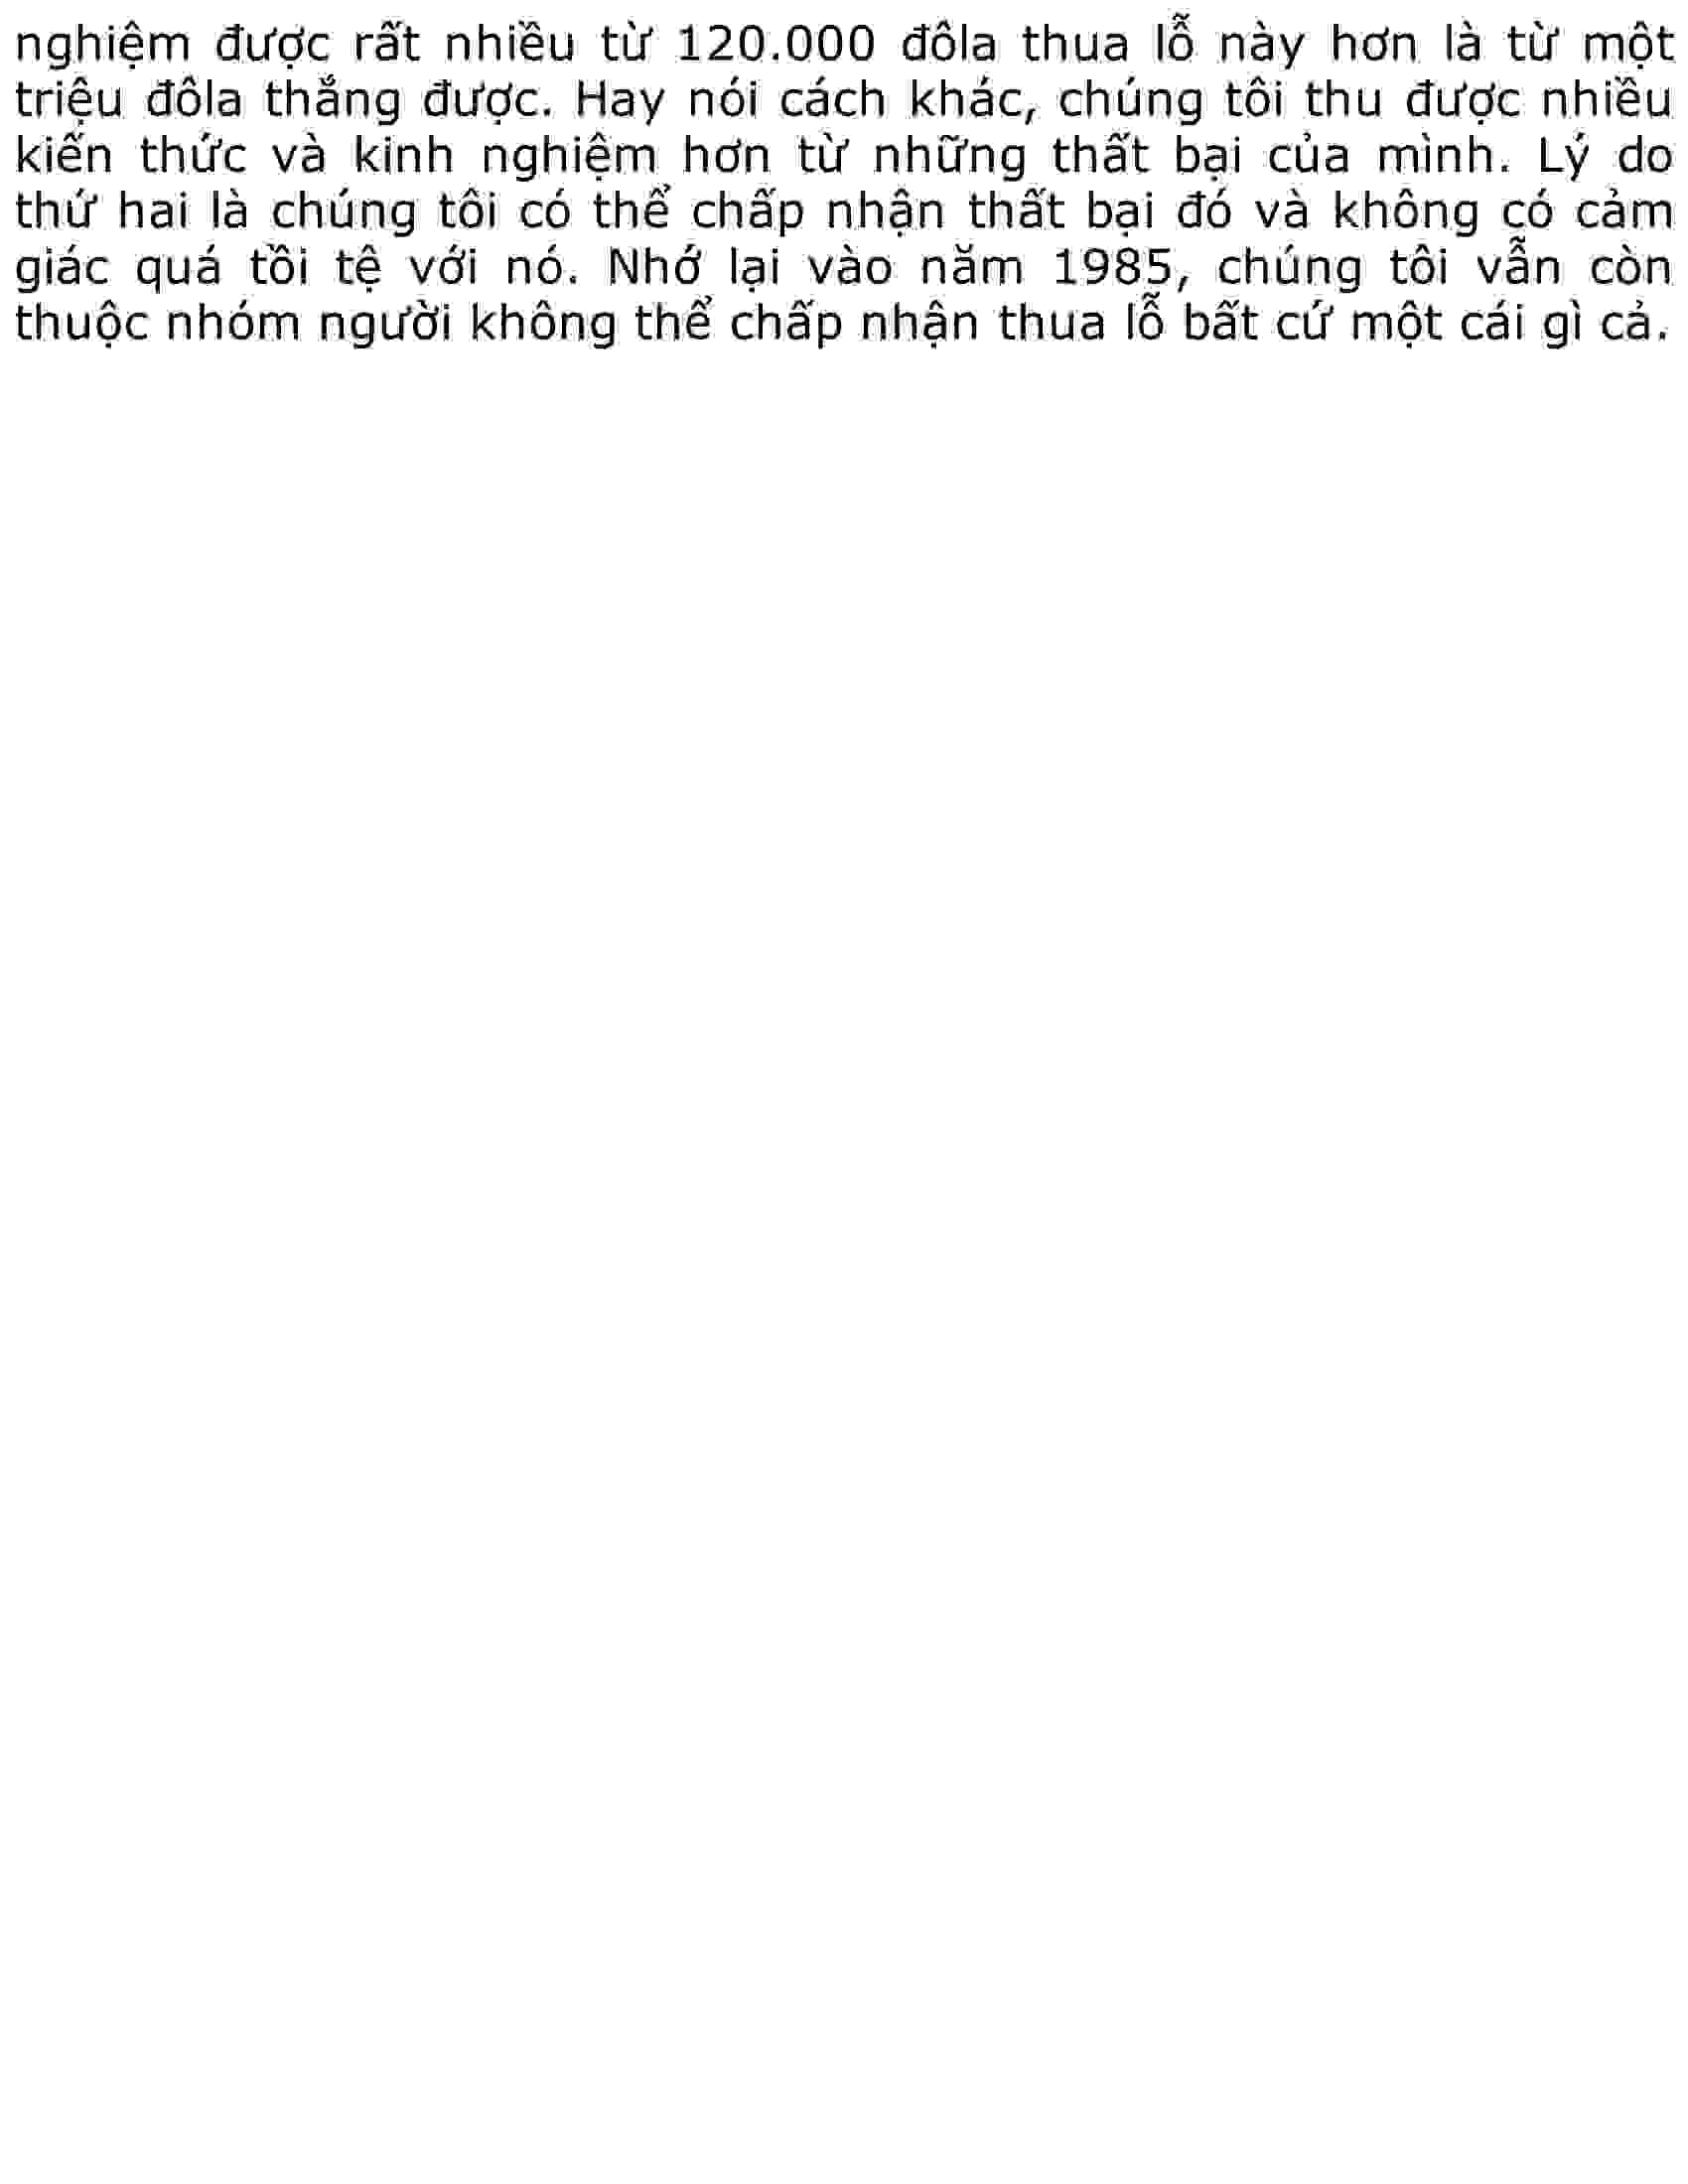 nghiệm được rất nhiều từ 120.000 đôla thua lỗ này hơn là từ một
triệu đôla thắng được. Hay nói cách khác, chúng tôi thu được nhiều
kiến thức và kinh nghiệm hơn từ những thất bại của mình. Lý do
thứ hai là chúng tôi có thể chấp nhận thất bại đó và không có cảm
giác quá tồi tệ với nó. Nhớ lại vào năm 1985, chúng tôi vẫn còn
thuộc nhóm người không thể chấp nhận thua lỗ bất cứ một cái gì cả.